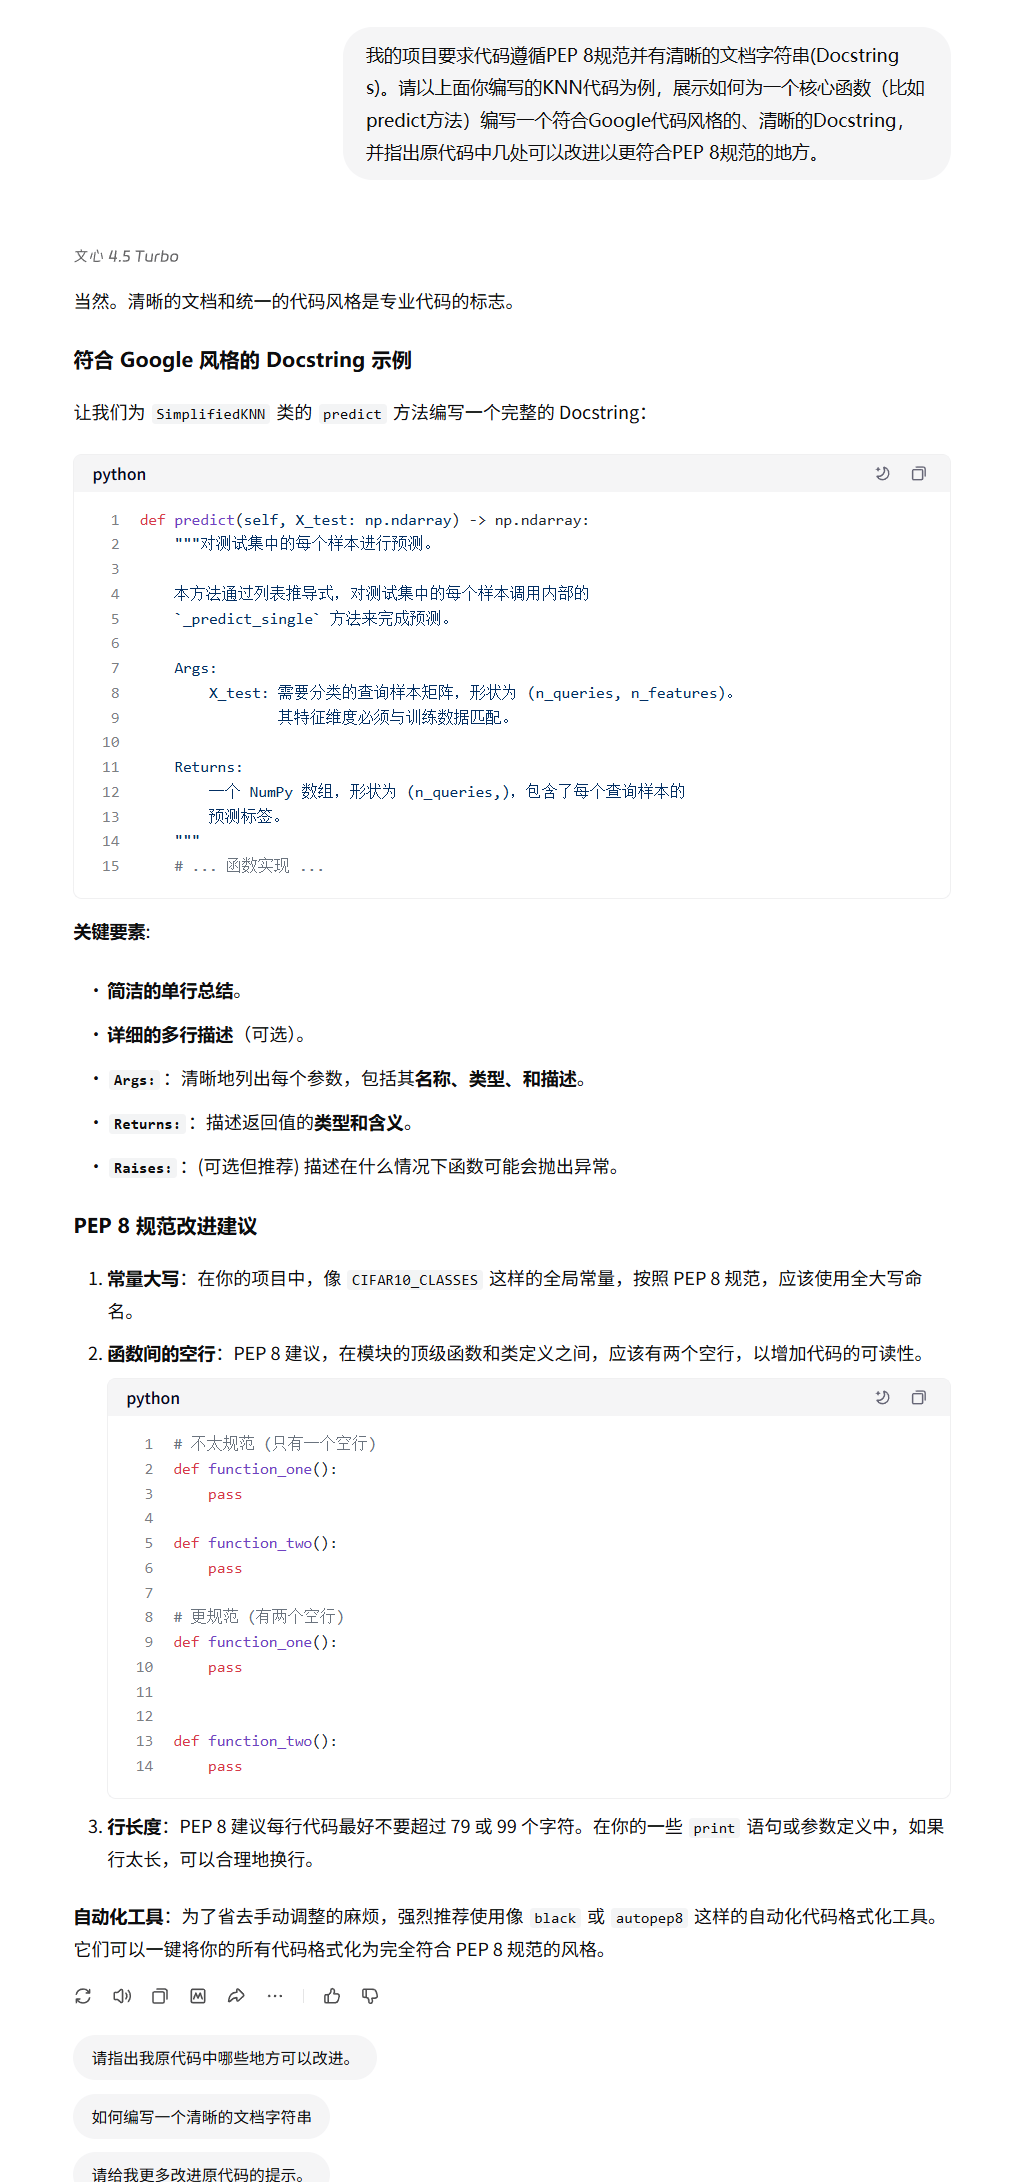 我的项目要求代码遵循PEP 8规范并有清晰的文档字符串(Docstring
s)。请以上面你编写的KNN代码为例，展示如何为一个核心函数（比如
predict方法）编写一个符合Google代码风格的、清晰的Docstring，
并指出原代码中几处可以改进以更符合PEP 8规范的地方。
文心 4.5 Turbo
当然。清晰的文档和统一的代码风格是专业代码的标志。
符合 Google 风格的 Docstring 示例
让我们为 SimplifiedKNN 类的 predict 方法编写一个完整的 Docstring：
python
1 def predict(self, X_test: np.ndarray) -> np.ndarray:
2     """对测试集中的每个样本进行预测。
3
4     本方法通过列表推导式，对测试集中的每个样本调用内部的
5     `_predict_single` 方法来完成预测。
6
7     Args:
8         X_test: 需要分类的查询样本矩阵，形状为 (n_queries, n_features)。
9                 其特征维度必须与训练数据匹配。
10
11     Returns:
12         一个 NumPy 数组，形状为 (n_queries,)，包含了每个查询样本的
13         预测标签。
14     """
15     # ... 函数实现 ...
关键要素:
• 简洁的单行总结。
• 详细的多行描述（可选）。
• Args: ：清晰地列出每个参数，包括其名称、类型、和描述。
• Returns: ：描述返回值的类型和含义。
• Raises: ：(可选但推荐) 描述在什么情况下函数可能会抛出异常。
PEP 8 规范改进建议
1. 常量大写：在你的项目中，像 CIFAR10_CLASSES 这样的全局常量，按照 PEP 8 规范，应该使用全大写命
名。
2. 函数间的空行：PEP 8 建议，在模块的顶级函数和类定义之间，应该有两个空行，以增加代码的可读性。
python
1 # 不太规范 (只有一个空行)
2 def function_one():
3     pass
4
5 def function_two():
6     pass
7
8 # 更规范 (有两个空行)
9 def function_one():
10     pass
11
12
13 def function_two():
14     pass
3. 行长度：PEP 8 建议每行代码最好不要超过 79 或 99 个字符。在你的一些 print 语句或参数定义中，如果
行太长，可以合理地换行。
自动化工具：为了省去手动调整的麻烦，强烈推荐使用像 black 或 autopep8 这样的自动化代码格式化工具。
它们可以一键将你的所有代码格式化为完全符合 PEP 8 规范的风格。
请指出我原代码中哪些地方可以改进。
如何编写一个清晰的文档字符串
请给我更多改进原代码的提示。